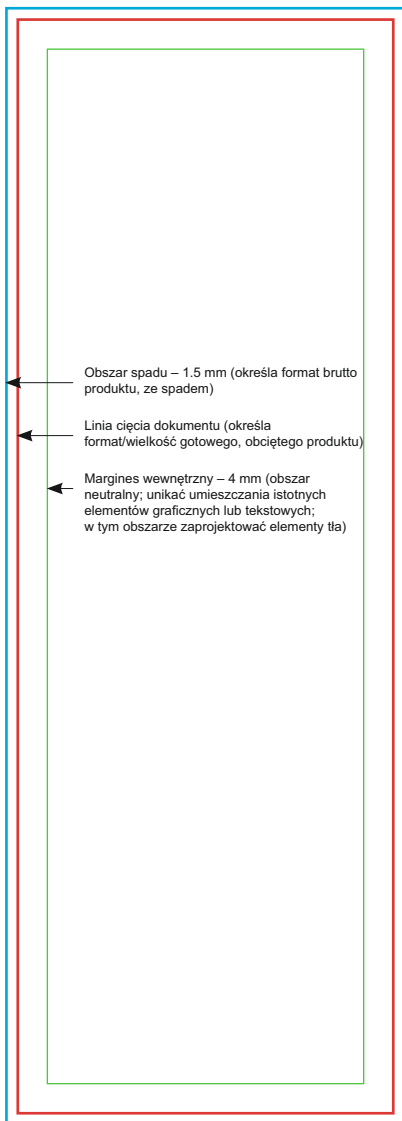 Obszar spadu – 1.5 mm (określa format brutto
produktu, ze spadem)
Linia cięcia dokumentu (określa
format/wielkość gotowego, obciętego produktu)
Margines wewnętrzny – 4 mm (obszar
neutralny; unikać umieszczania istotnych
elementów graficznych lub tekstowych;
w tym obszarze zaprojektować elementy tła)